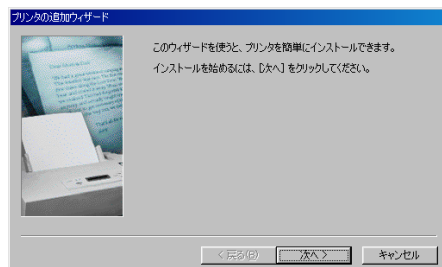 プリンタの追加ウィザード
このウィザードを使うと、プリンタを簡単にインストールできます。
インストールを始めるには、[次へ] をクリックしてください。
< 戻る(B)
次へ >
キャンセル